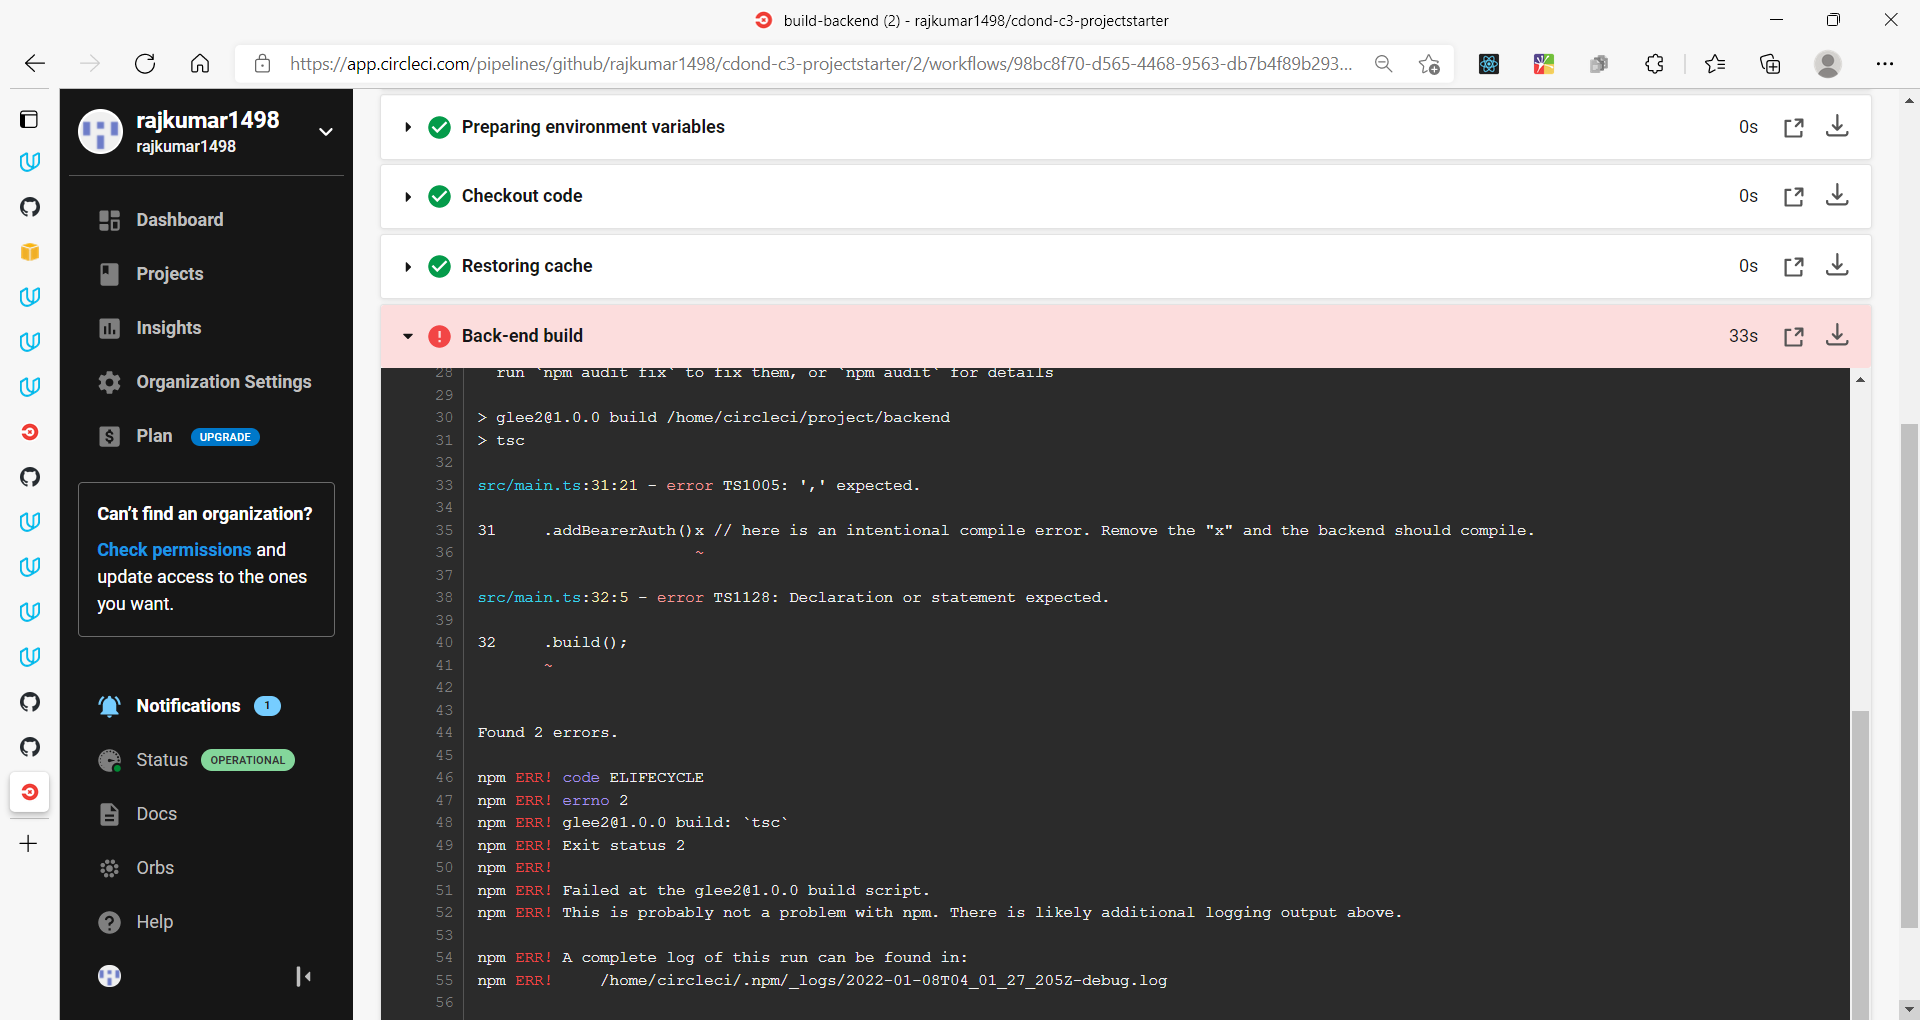 build-backend (2) - rajkumar1498/cdond-c3-projectstarter
https://app.circleci.com/pipelines/github/rajkumar1498/cdond-c3-projectstarter/2/workflows/98bc8f70-d565-4468-9563-db7b4f89b293...
rajkumar1498
rajkumar1498
Dashboard
Projects
Insights
Organization Settings
Plan UPGRADE
Can't find an organization?
Check permissions and
update access to the ones
you want.
Notifications 1
Status OPERATIONAL
Docs
Orbs
Help
Preparing environment variables 0s
Checkout code 0s
Restoring cache 0s
Back-end build 33s
28 run `npm audit fix` to fix them, or `npm audit` for details
29
30 > glee2@1.0.0 build /home/circleci/project/backend
31 > tsc
32
33 src/main.ts:31:21 - error TS1005: ',' expected.
34
35 31 .addBearerAuth()x // here is an intentional compile error. Remove the "x" and the backend should compile.
36 ~
37
38 src/main.ts:32:5 - error TS1128: Declaration or statement expected.
39
40 32 .build();
41 ~
42
43
44 Found 2 errors.
45
46 npm ERR! code ELIFECYCLE
47 npm ERR! errno 2
48 npm ERR! glee2@1.0.0 build: `tsc`
49 npm ERR! Exit status 2
50 npm ERR!
51 npm ERR! Failed at the glee2@1.0.0 build script.
52 npm ERR! This is probably not a problem with npm. There is likely additional logging output above.
53
54 npm ERR! A complete log of this run can be found in:
55 npm ERR! /home/circleci/.npm/_logs/2022-01-08T04_01_27_205Z-debug.log
56